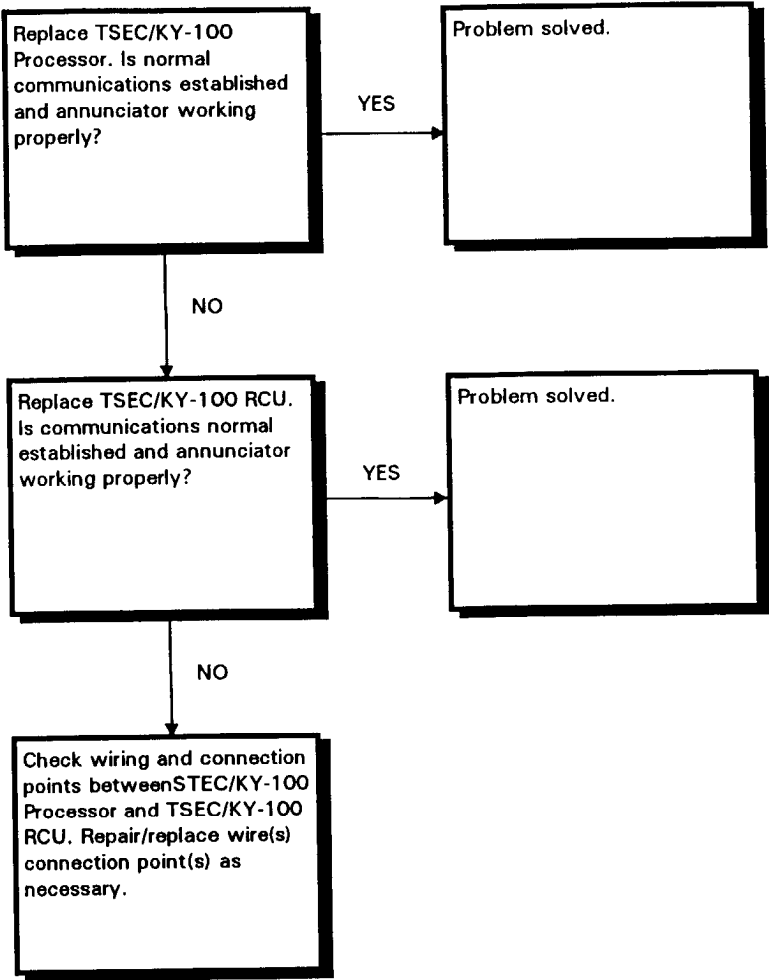 Replace TSEC/KY-100
Processor. Is normal
communications established
and annunciator working
properly?
YES
Problem solved.
NO
Replace TSEC/KY-100 RCU.
Is communications normal
established and annunciator
working properly?
YES
Problem solved.
NO
Check wiring and connection
points betweenSTEC/KY-100
Processor and TSEC/KY-100
RCU. Repair/replace wire(s)
connection point(s) as
necessary.